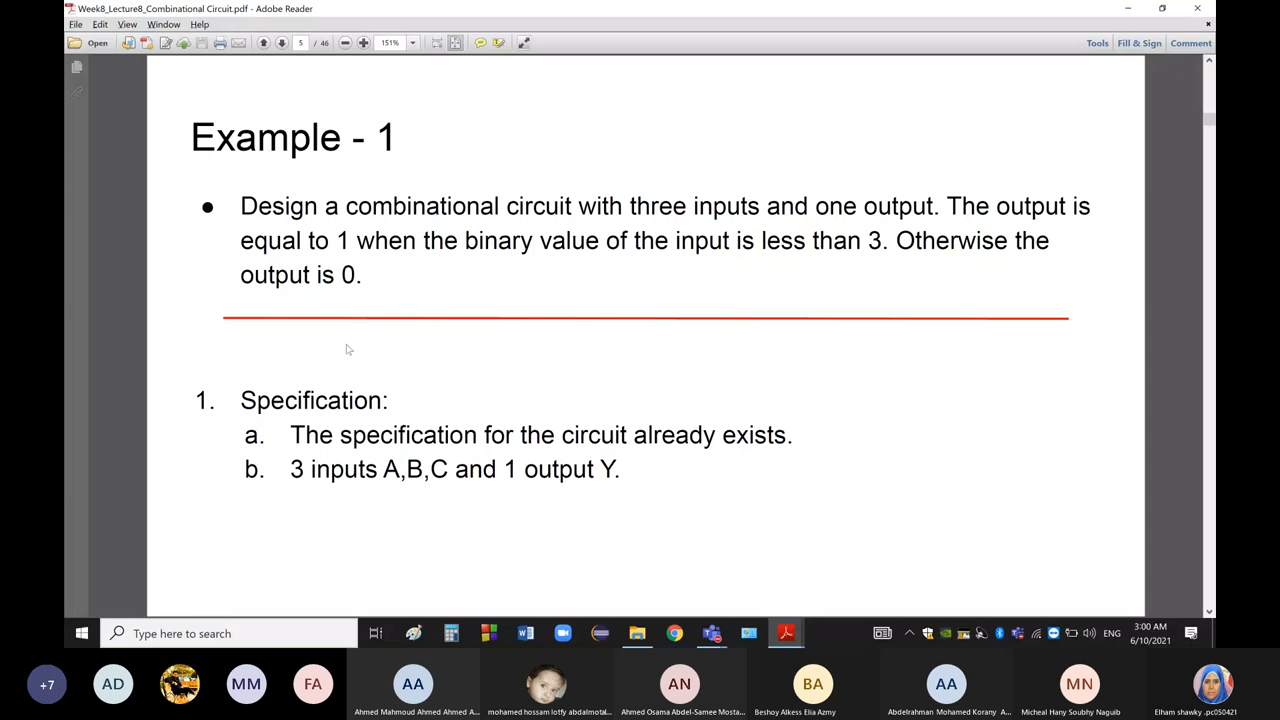 Week8_Lecture8_Combinational Circuit.pdf - Adobe Reader
File Edit View Window Help
Open 5 / 46 151% Tools Fill & Sign Comment
Example - 1
● Design a combinational circuit with three inputs and one output. The output is
equal to 1 when the binary value of the input is less than 3. Otherwise the
output is 0.
1. Specification:
a. The specification for the circuit already exists.
b. 3 inputs A,B,C and 1 output Y.
Type here to search
ENG
3:00 AM
6/10/2021
+7 AD MM FA AA AN BA AA MN
Ahmed Mahmoud Ahmed Ahmed A... mohamed hossam lotfy abdalmotal... Ahmed Osama Abdel-Samee Mosta... Beshoy Alkess Elia Azmy Abdelrahman Mohamed Korany A... Micheal Hany Soubhy Naguib Elham shawky .pc050421